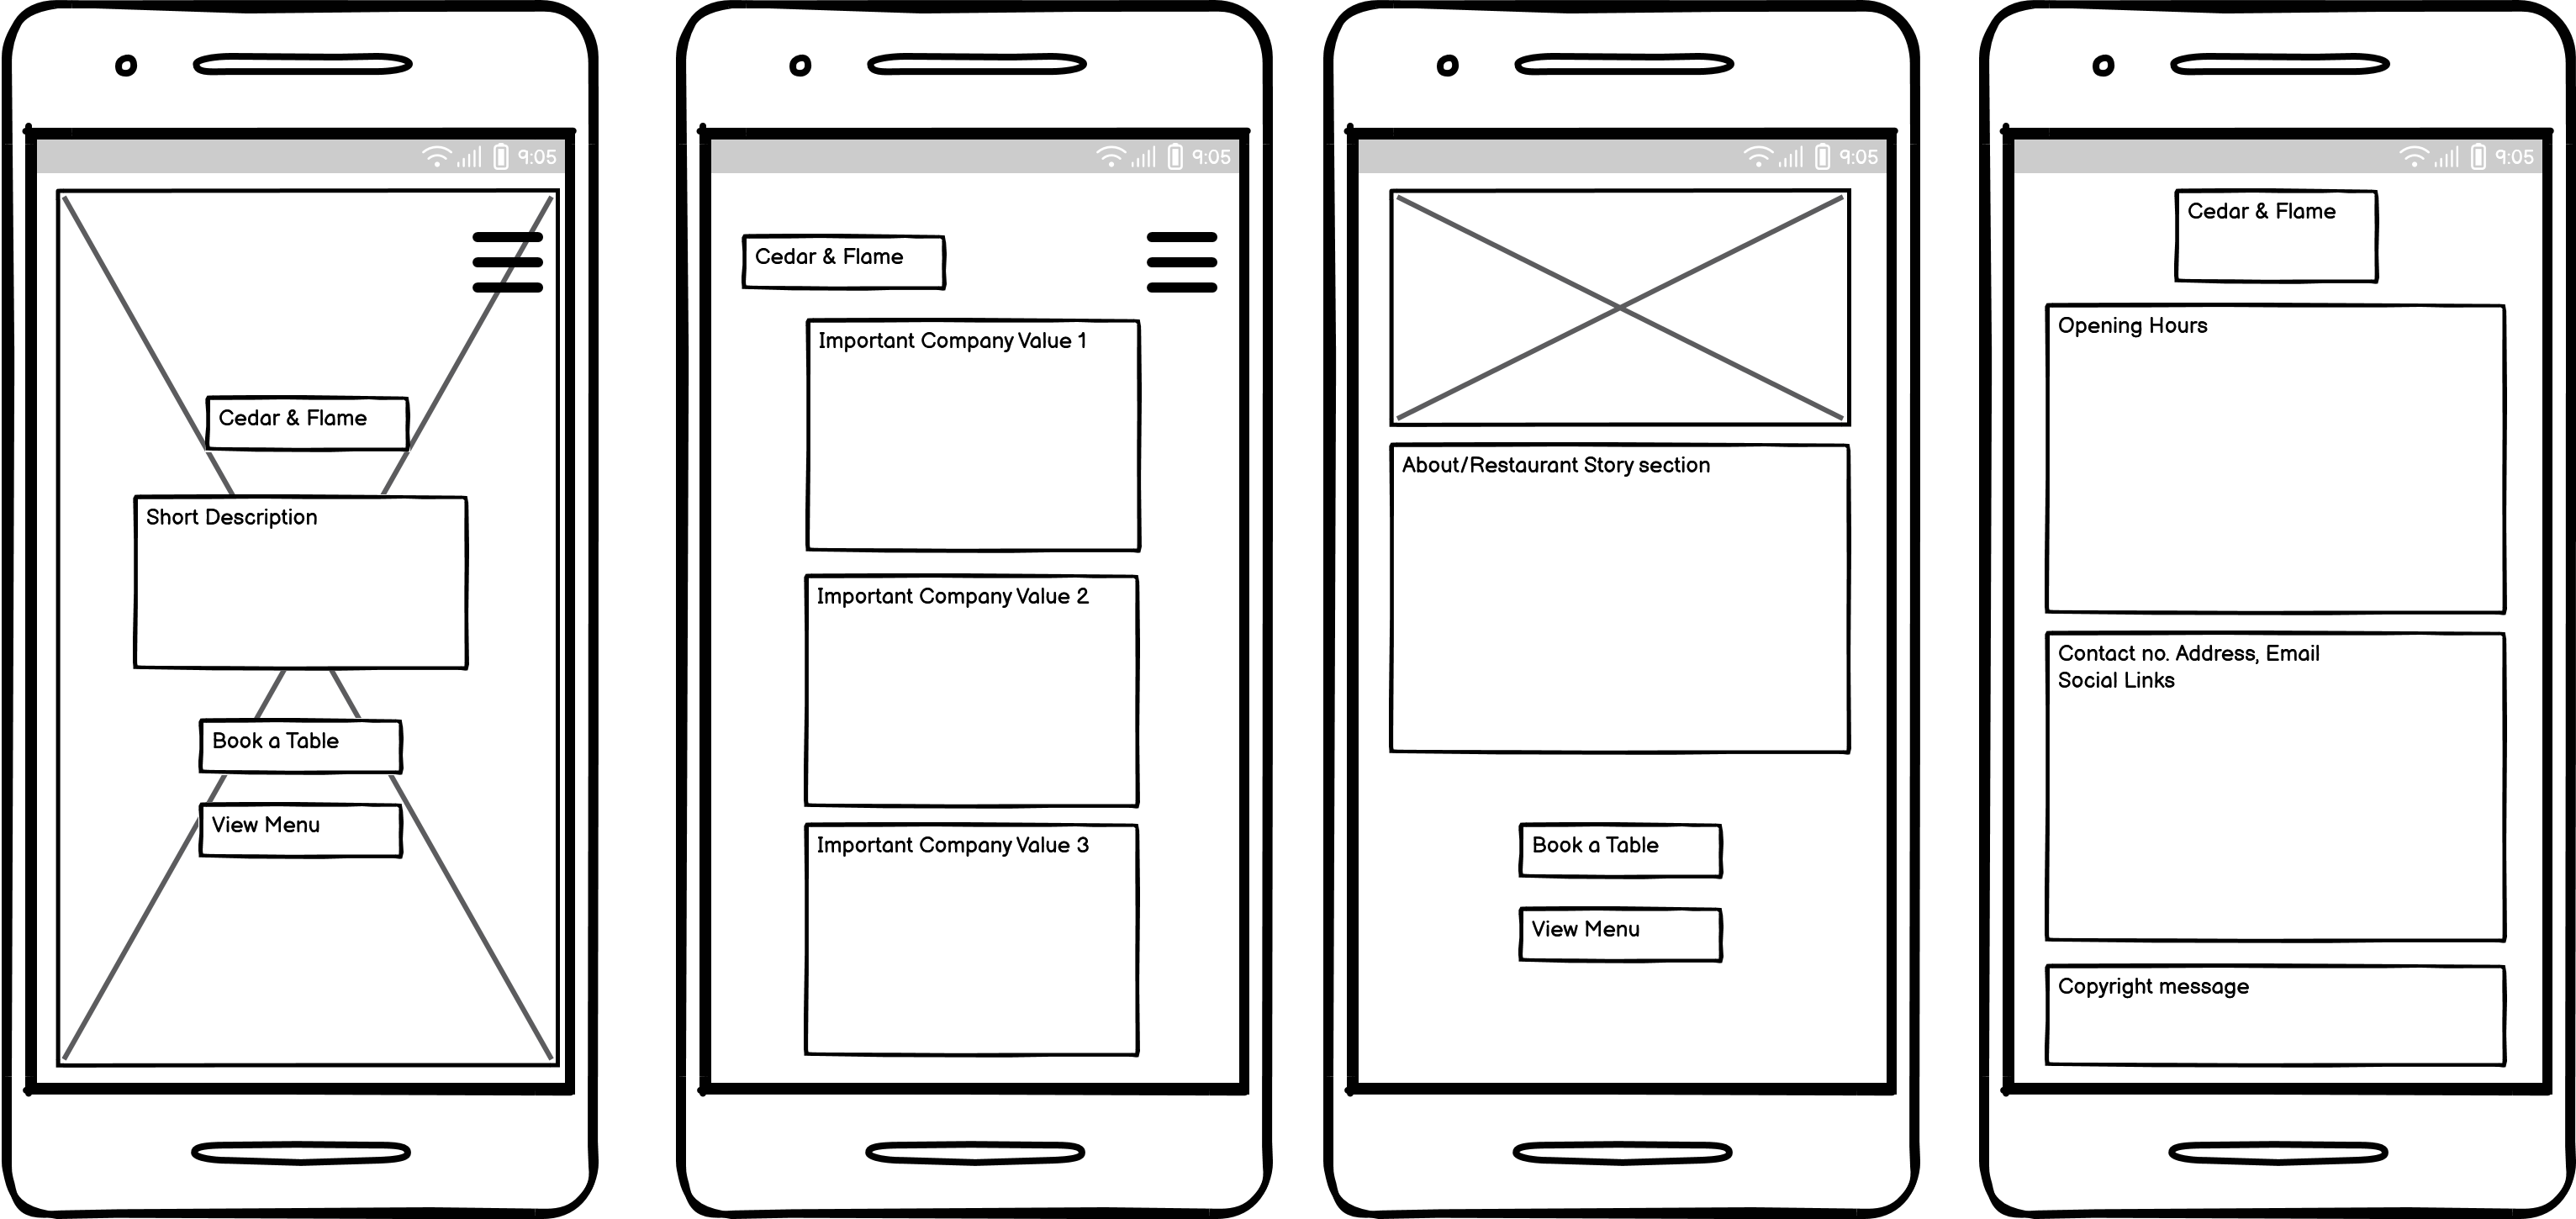 9:05
Cedar & Flame
Short Description
Book a Table
View Menu
9:05
Cedar & Flame
Important Company Value 1
Important Company Value 2
Important Company Value 3
9:05
About/Restaurant Story section
Book a Table
View Menu
9:05
Cedar & Flame
Opening Hours
Contact no. Address, Email
Social Links
Copyright message